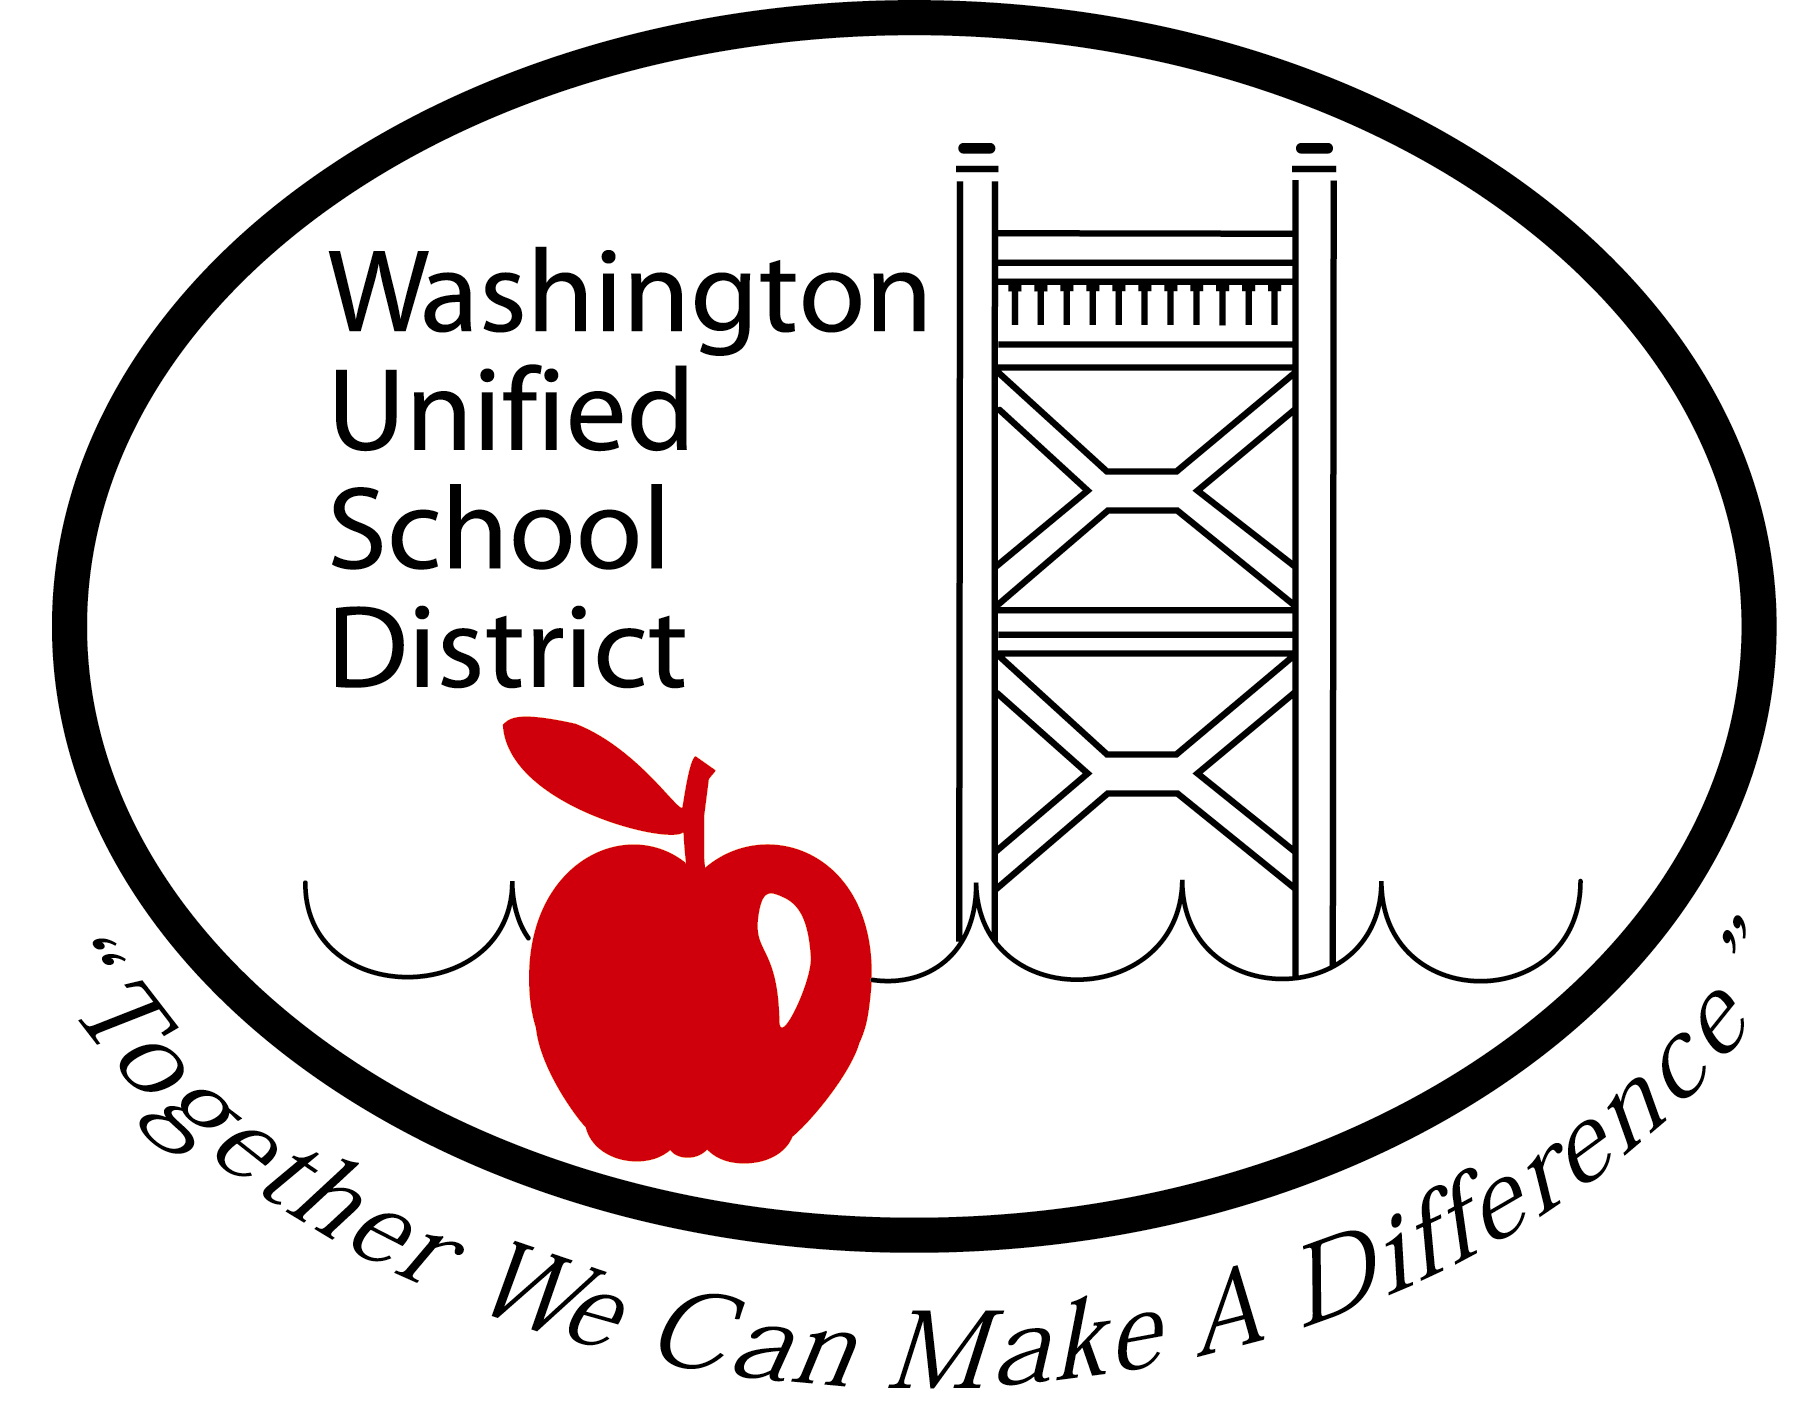 Washington
Unified
School
District
“Together We Can Make A Difference”